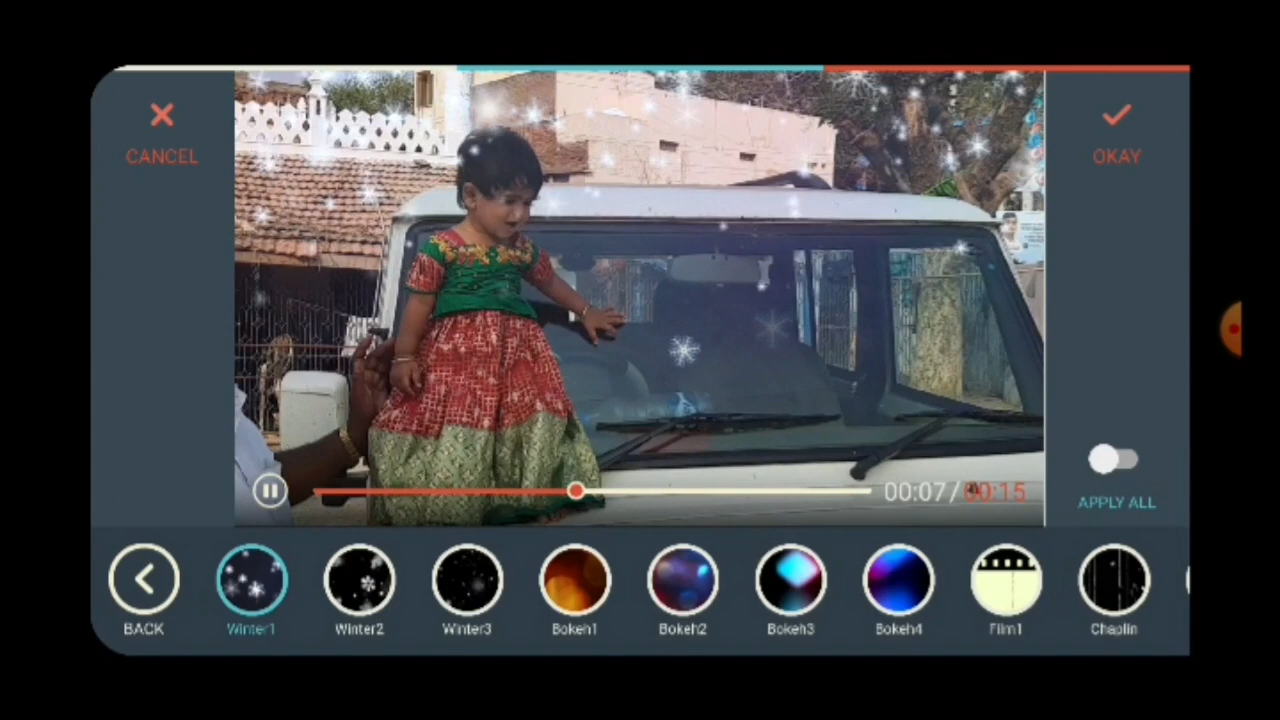 CANCEL
OKAY
00:07/00:15
APPLY ALL
BACK
Winter1
Winter2
Winter3
Bokeh1
Bokeh2
Bokeh3
Bokeh4
Film1
Chaplin